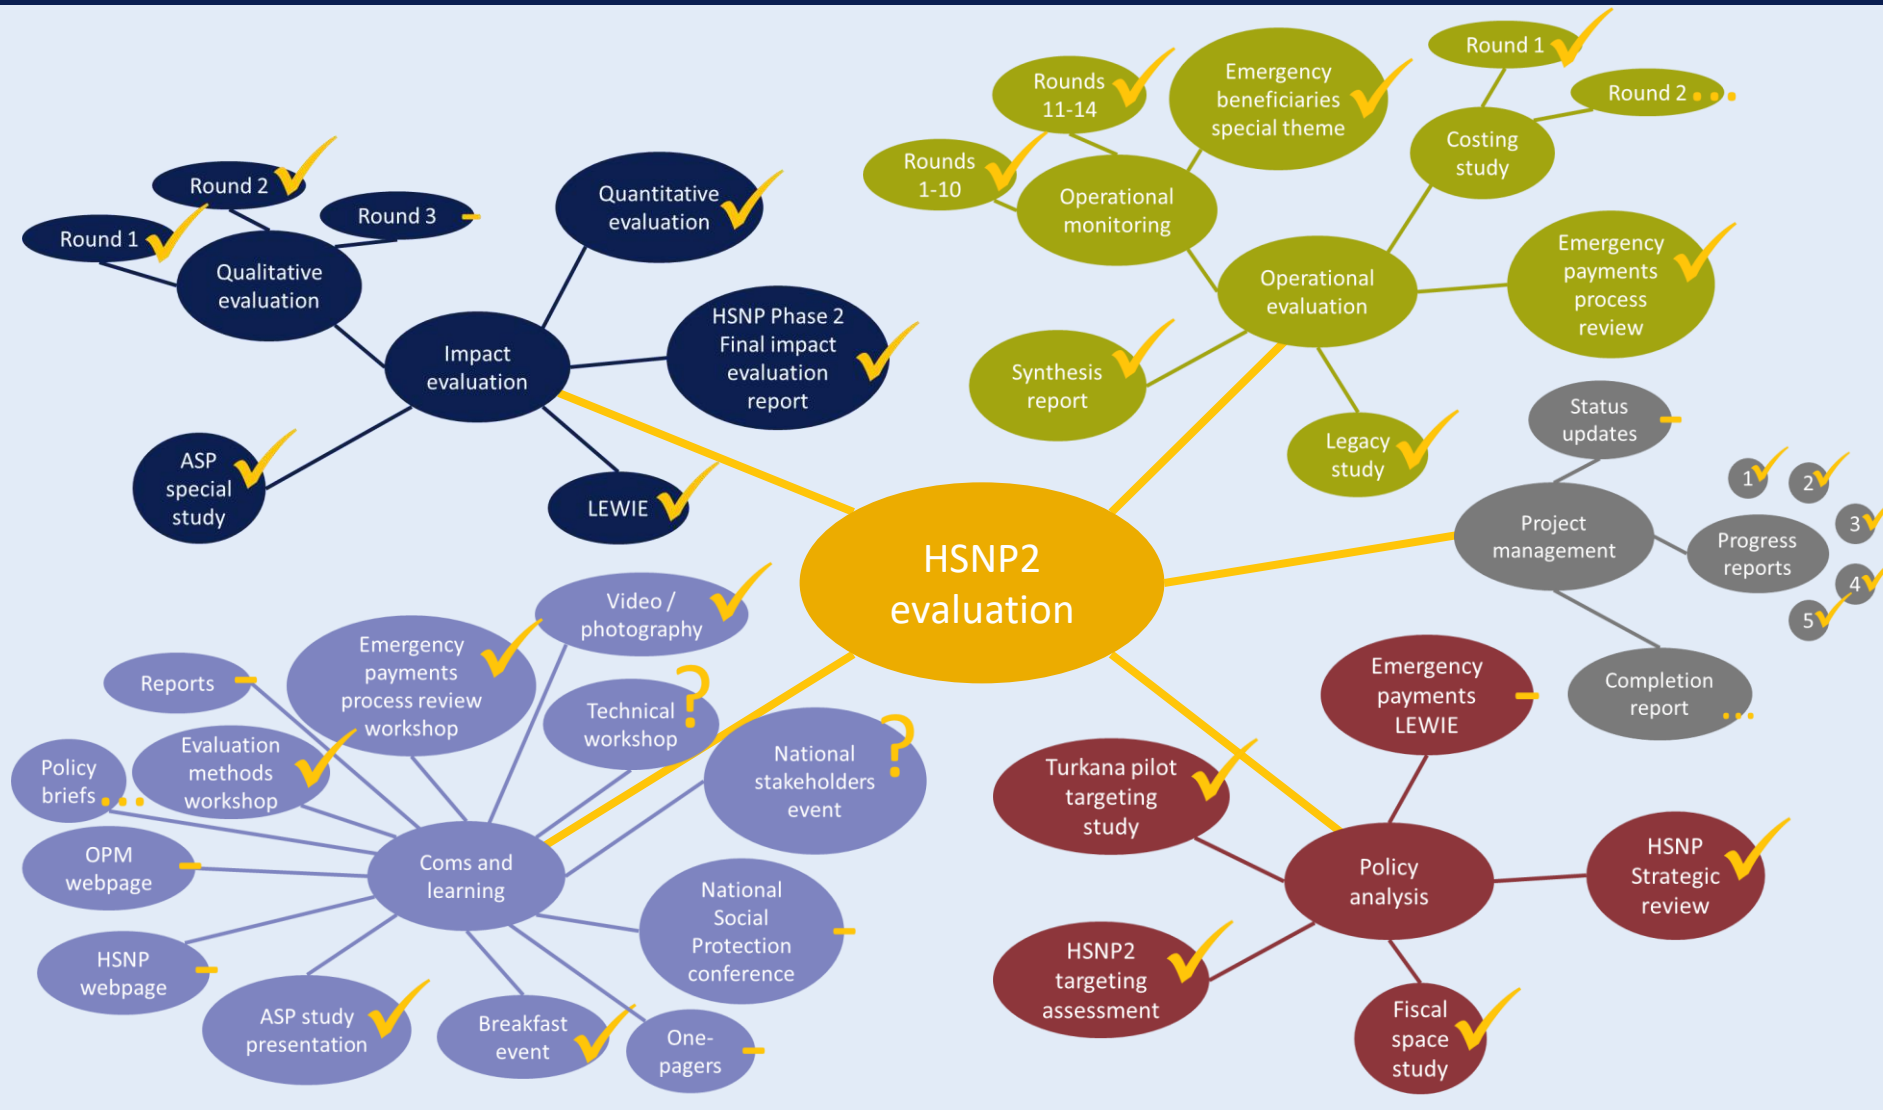 Round 2
Round 1
Round 3
Qualitative
evaluation
Quantitative
evaluation
HSNP Phase 2
Final impact
evaluation
report
Impact
evaluation
ASP
special
study
LEWIE
Rounds
11-14
Rounds
1-10
Emergency
beneficiaries
special theme
Operational
monitoring
Round 1
Round 2
Costing
study
Operational
evaluation
Emergency
payments
process
review
Synthesis
report
Legacy
study
Status
updates
Project
management
Progress
reports
1
2
3
4
5
Completion
report
HSNP2
evaluation
Video /
photography
Emergency
payments
process review
workshop
Reports
Technical
workshop
?
National
stakeholders
event
?
Evaluation
methods
workshop
Policy
briefs
OPM
webpage
Coms and
learning
National
Social
Protection
conference
HSNP
webpage
ASP study
presentation
Breakfast
event
One-
pagers
Emergency
payments
LEWIE
Turkana pilot
targeting
study
Policy
analysis
HSNP
Strategic
review
HSNP2
targeting
assessment
Fiscal
space
study